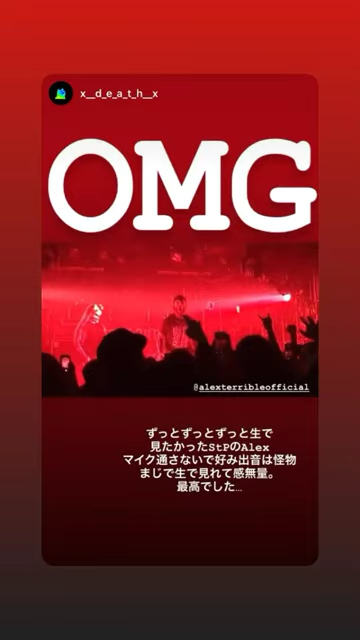 x__d_e_a_t_h__x
OMG
@alexterribleofficial
ずっとずっとずっと生で
見たかったStPのAlex
マイク通さないで好み出音は怪物
まじで生で見れて感無量。
最高でした…